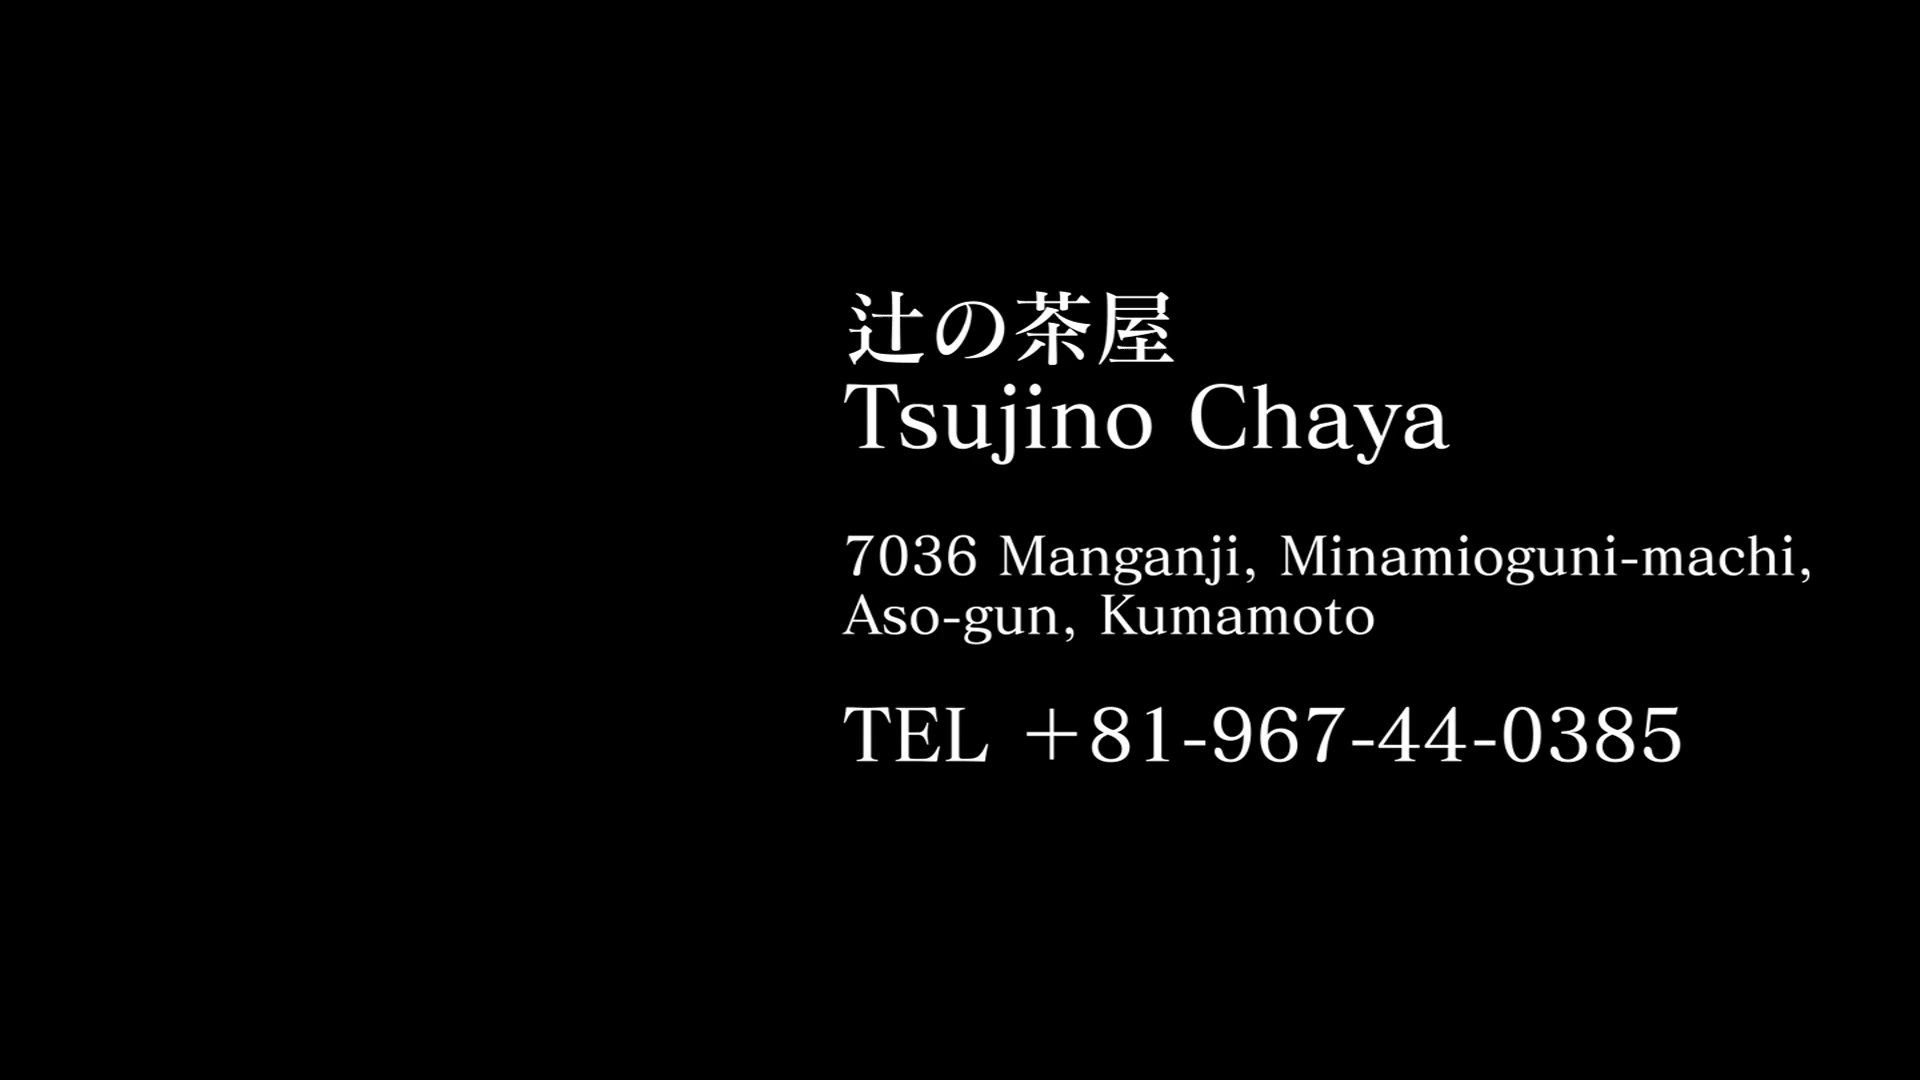 辻の茶屋
Tsujino Chaya
7036 Manganji, Minamioguni-machi,
Aso-gun, Kumamoto
TEL +81-967-44-0385